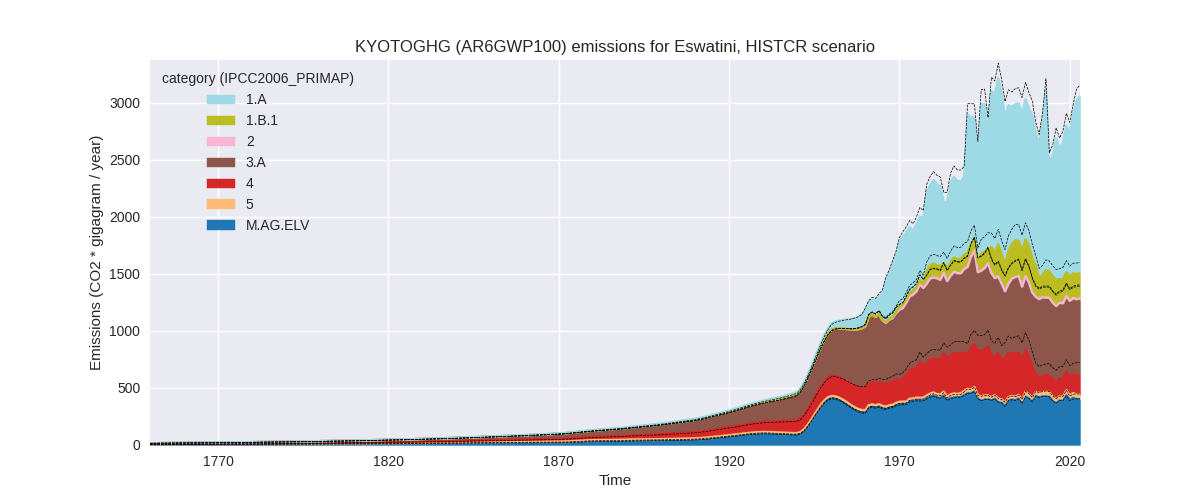 KYOTOGHG (AR6GWP100) emissions for Eswatini, HISTCR scenario
category (IPCC2006_PRIMAP)
1.A
1.B.1
2
3.A
4
5
M.AG.ELV
Emissions (CO2 * gigagram / year)
3000
2500
2000
1500
1000
500
0
1770
1820
1870
1920
1970
2020
Time